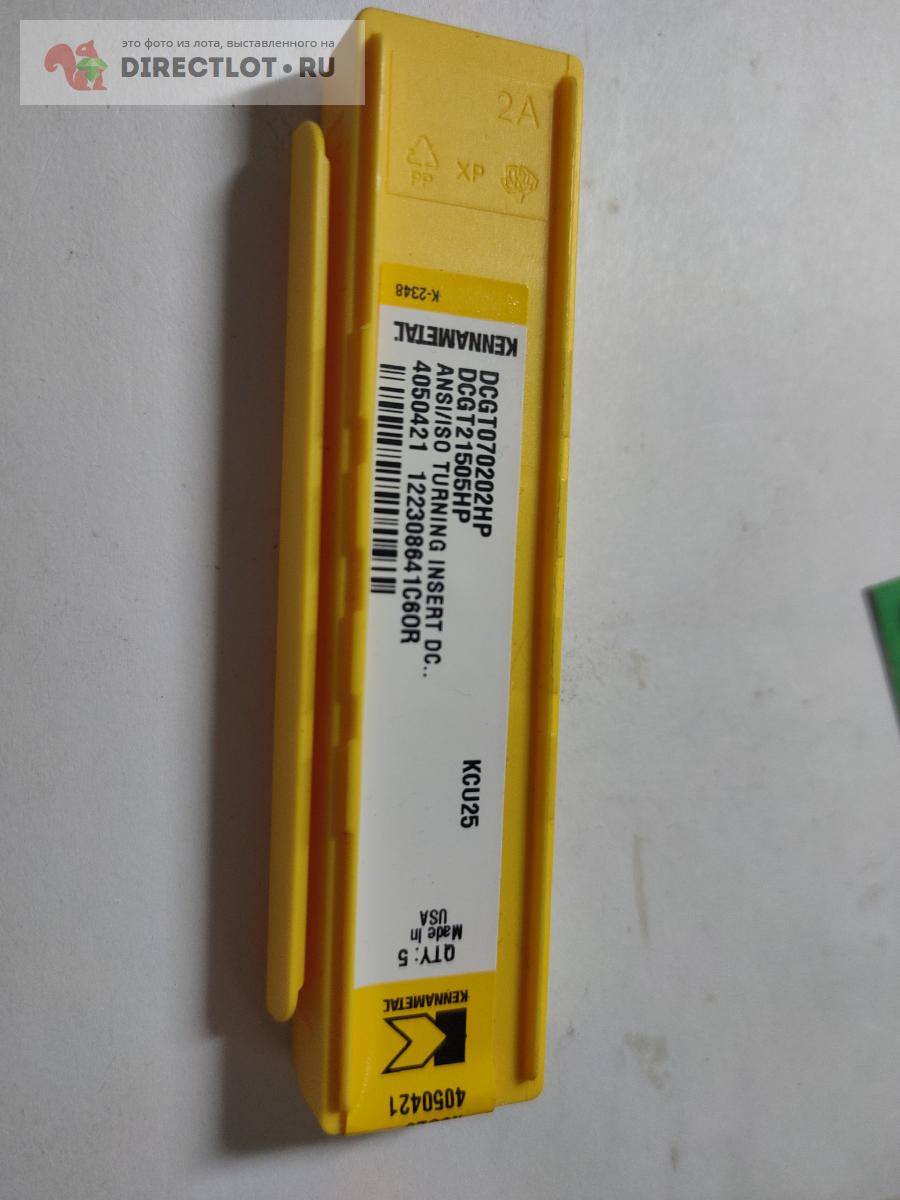 это фото из лота, выставленного на
DIRECTLOT.RU
2A
PP
XP
K-2348
KENNAMETAL
DCGT070202HP
DCGT21505HP
ANSI/ISO TURNING INSERT DC..
4050421 122308641C60R
KCU25
QTY: 5
Made In
USA
KENNAMETAL
4050421